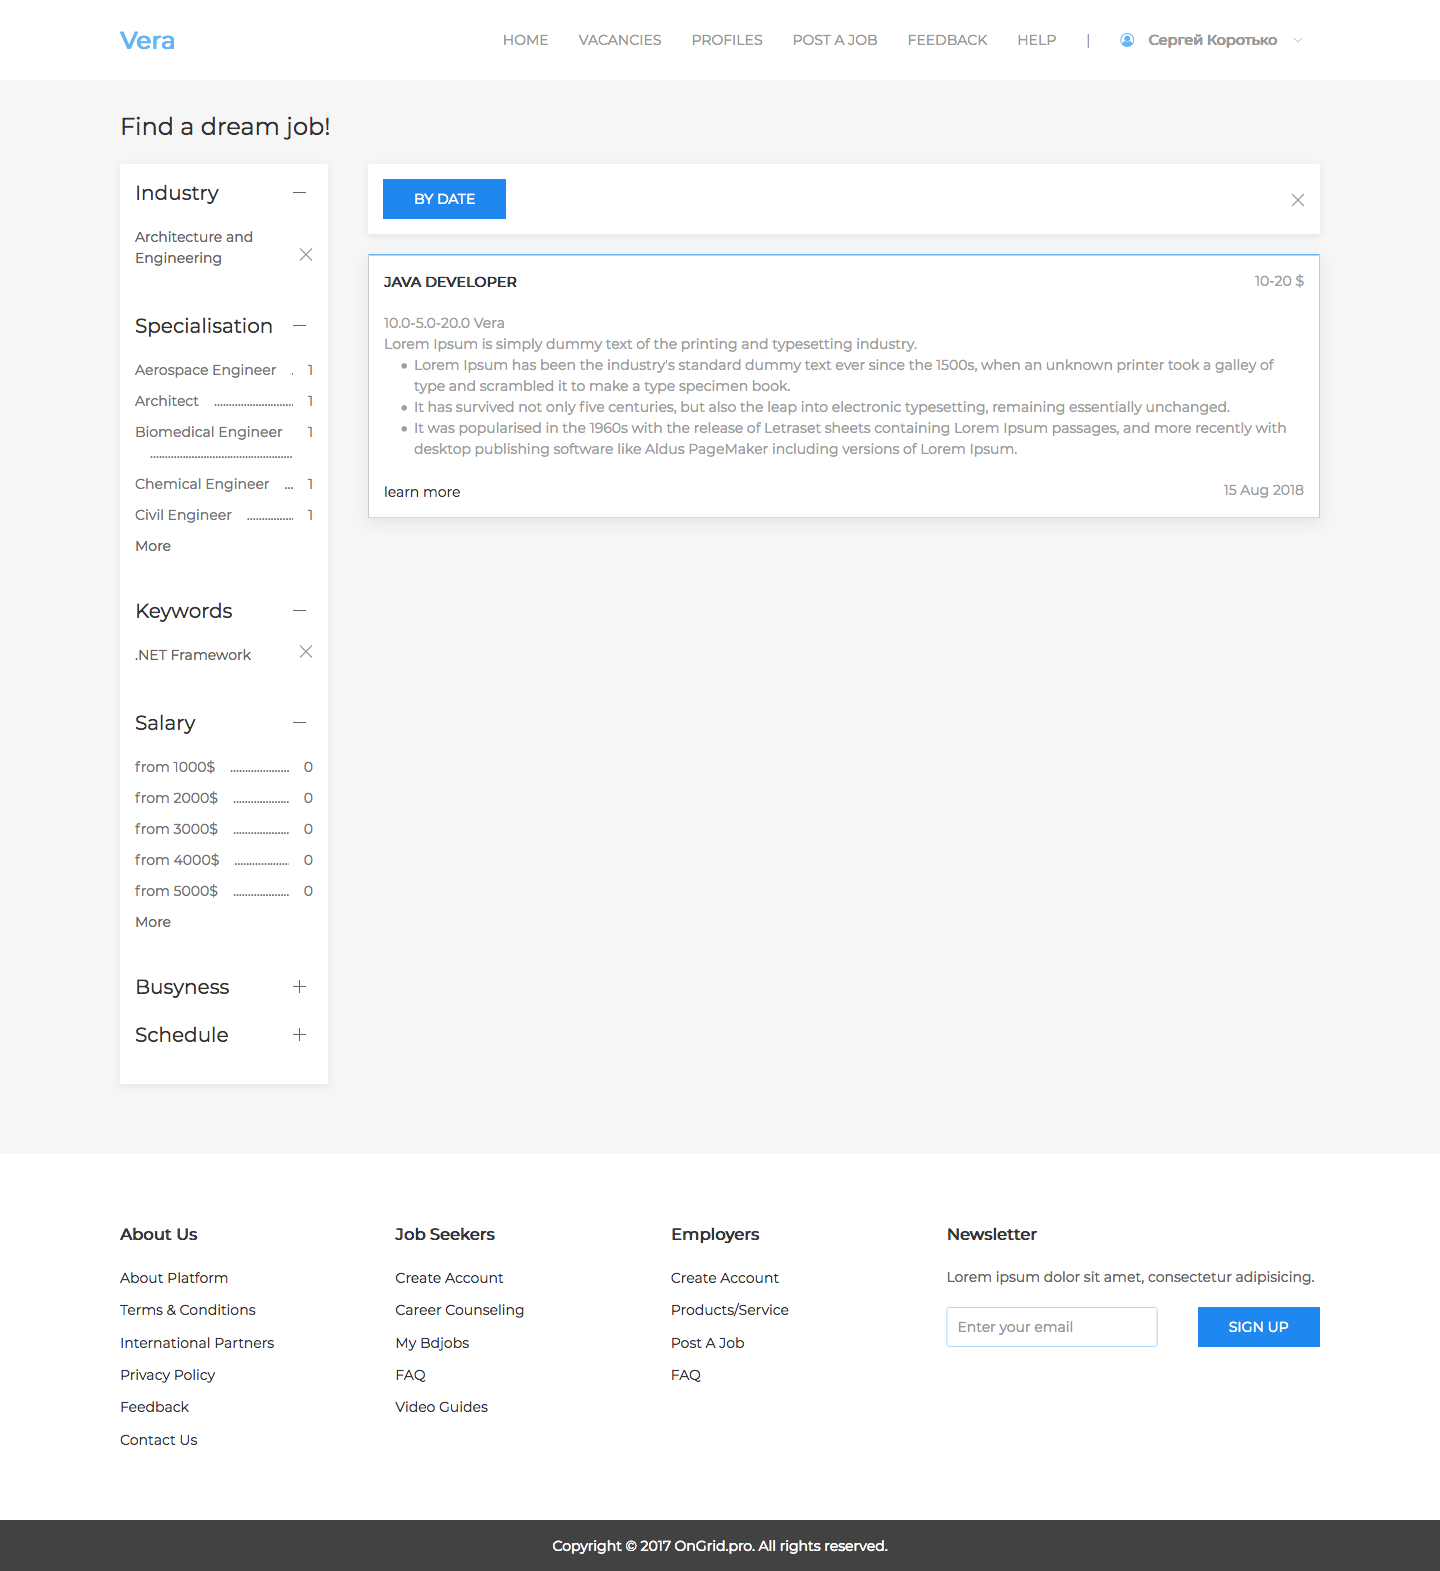 Vera
HOME VACANCIES PROFILES POST A JOB FEEDBACK HELP | Сергей Коротько
Find a dream job!
Industry
Architecture and
Engineering
Specialisation
Aerospace Engineer . 1
Architect ........................... 1
Biomedical Engineer 1
................................................
Chemical Engineer ... 1
Civil Engineer ................ 1
More
Keywords
.NET Framework
Salary
from 1000$ .................... 0
from 2000$ ................... 0
from 3000$ ................... 0
from 4000$ ................... 0
from 5000$ ................... 0
More
Busyness
Schedule
BY DATE
JAVA DEVELOPER 10-20 $
10.0-5.0-20.0 Vera
Lorem Ipsum is simply dummy text of the printing and typesetting industry.
• Lorem Ipsum has been the industry's standard dummy text ever since the 1500s, when an unknown printer took a galley of
type and scrambled it to make a type specimen book.
• It has survived not only five centuries, but also the leap into electronic typesetting, remaining essentially unchanged.
• It was popularised in the 1960s with the release of Letraset sheets containing Lorem Ipsum passages, and more recently with
desktop publishing software like Aldus PageMaker including versions of Lorem Ipsum.
learn more 15 Aug 2018
About Us
About Platform
Terms & Conditions
International Partners
Privacy Policy
Feedback
Contact Us
Job Seekers
Create Account
Career Counseling
My Bdjobs
FAQ
Video Guides
Employers
Create Account
Products/Service
Post A Job
FAQ
Newsletter
Lorem ipsum dolor sit amet, consectetur adipisicing.
Enter your email SIGN UP
Copyright © 2017 OnGrid.pro. All rights reserved.